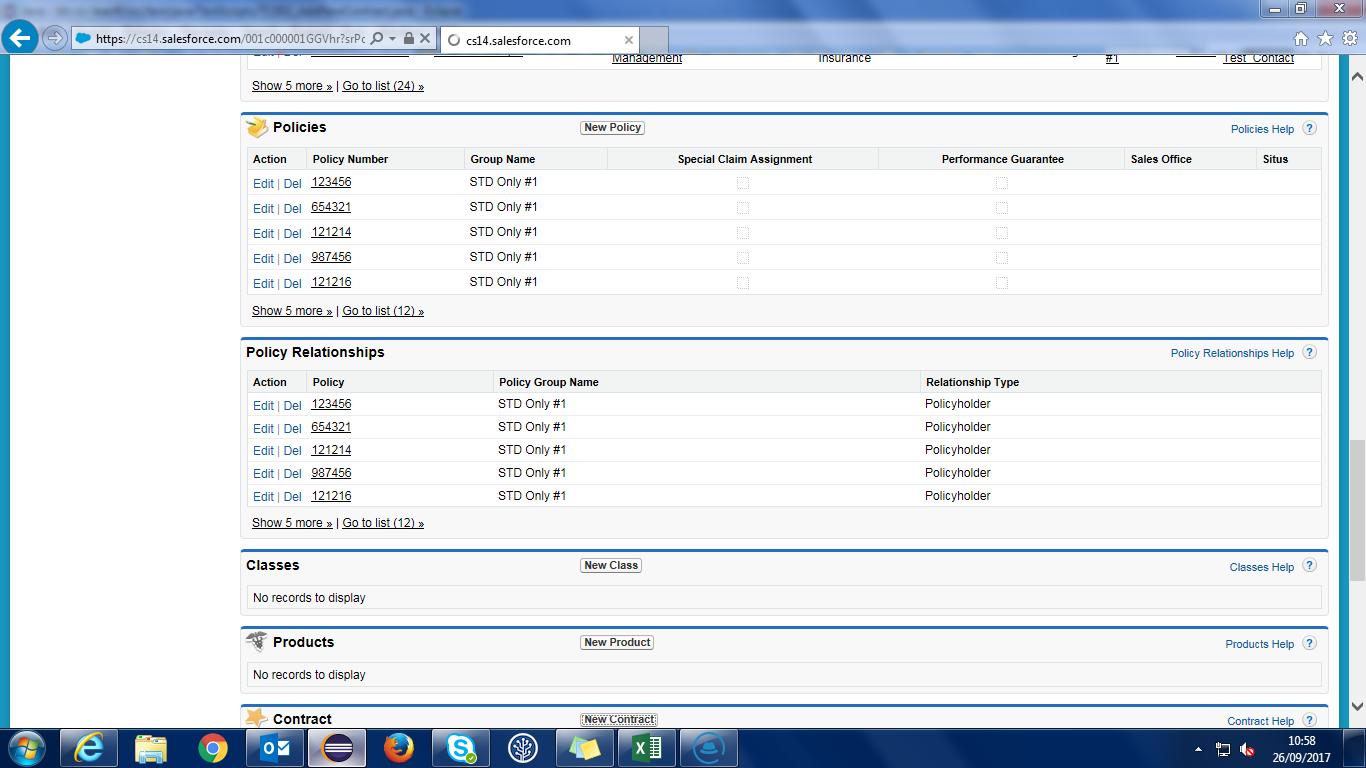 https://cs14.salesforce.com/001c000001GGVhr?srPc
cs14.salesforce.com
Management Insurance #1 Test Contact
Show 5 more » | Go to list (24) »
Policies New Policy Policies Help ?
Action Policy Number Group Name Special Claim Assignment Performance Guarantee Sales Office Situs
Edit | Del 123456 STD Only #1
Edit | Del 654321 STD Only #1
Edit | Del 121214 STD Only #1
Edit | Del 987456 STD Only #1
Edit | Del 121216 STD Only #1
Show 5 more » | Go to list (12) »
Policy Relationships Policy Relationships Help ?
Action Policy Policy Group Name Relationship Type
Edit | Del 123456 STD Only #1 Policyholder
Edit | Del 654321 STD Only #1 Policyholder
Edit | Del 121214 STD Only #1 Policyholder
Edit | Del 987456 STD Only #1 Policyholder
Edit | Del 121216 STD Only #1 Policyholder
Show 5 more » | Go to list (12) »
Classes New Class Classes Help ?
No records to display
Products New Product Products Help ?
No records to display
Contract New Contract Contract Help ?
10:58
26/09/2017